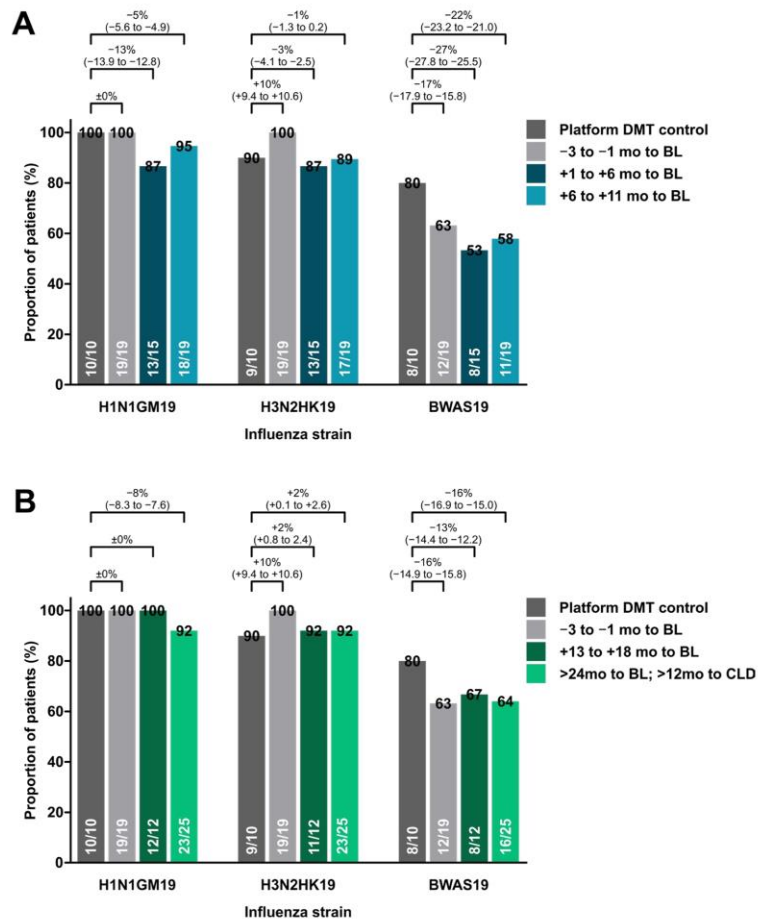 A
−5%
(−5.6 to −4.9)
−13%
(−13.9 to −12.8)
±0%
−1%
(−1.3 to 0.2)
−3%
(−4.1 to −2.5)
+10%
(+9.4 to +10.6)
−22%
(−23.2 to −21.0)
−27%
(−27.8 to −25.5)
−17%
(−17.9 to −15.8)
Proportion of patients (%)
100
80
60
40
20
0
100 100 87 95
90 100 87 89
80 63 53 58
10/10 19/19 13/15 18/19
9/10 19/19 13/15 17/19
8/10 12/19 8/15 11/19
H1N1GM19 H3N2HK19 BWAS19
Influenza strain
Platform DMT control
−3 to −1 mo to BL
+1 to +6 mo to BL
+6 to +11 mo to BL
B
−8%
(−8.3 to −7.6)
±0%
±0%
+2%
(+0.1 to +2.6)
+2%
(+0.8 to 2.4)
+10%
(+9.4 to +10.6)
−16%
(−16.9 to −15.0)
−13%
(−14.4 to −12.2)
−16%
(−14.9 to −15.8)
Proportion of patients (%)
100
80
60
40
20
0
100 100 100 92
90 100 92 92
80 63 67 64
10/10 19/19 12/12 23/25
9/10 19/19 11/12 23/25
8/10 12/19 8/12 16/25
H1N1GM19 H3N2HK19 BWAS19
Influenza strain
Platform DMT control
−3 to −1 mo to BL
+13 to +18 mo to BL
>24mo to BL; >12mo to CLD